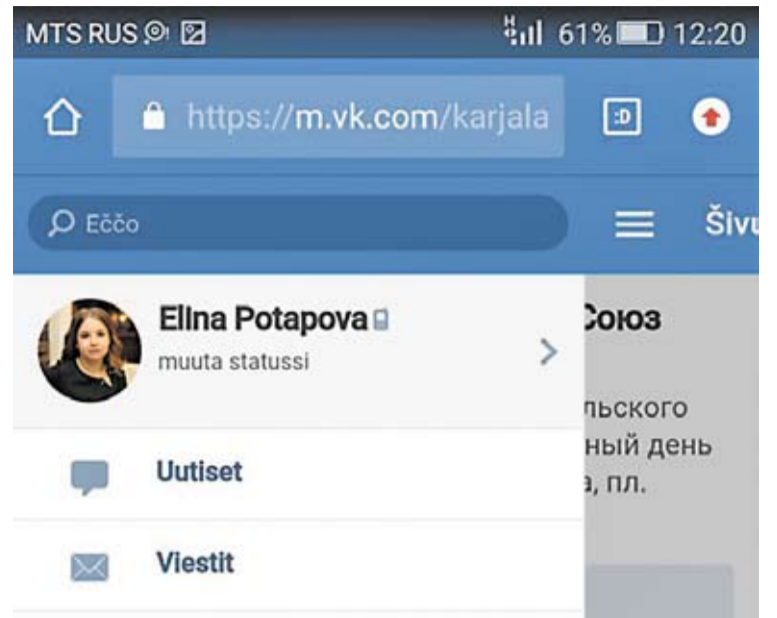 MTS RUS 61% 12:20
https://m.vk.com/karjala :D
Eččo Šivu
Elina Potapova Союз
muuta statussi
льского
ный день
Uutiset
а, пл.
Viestit